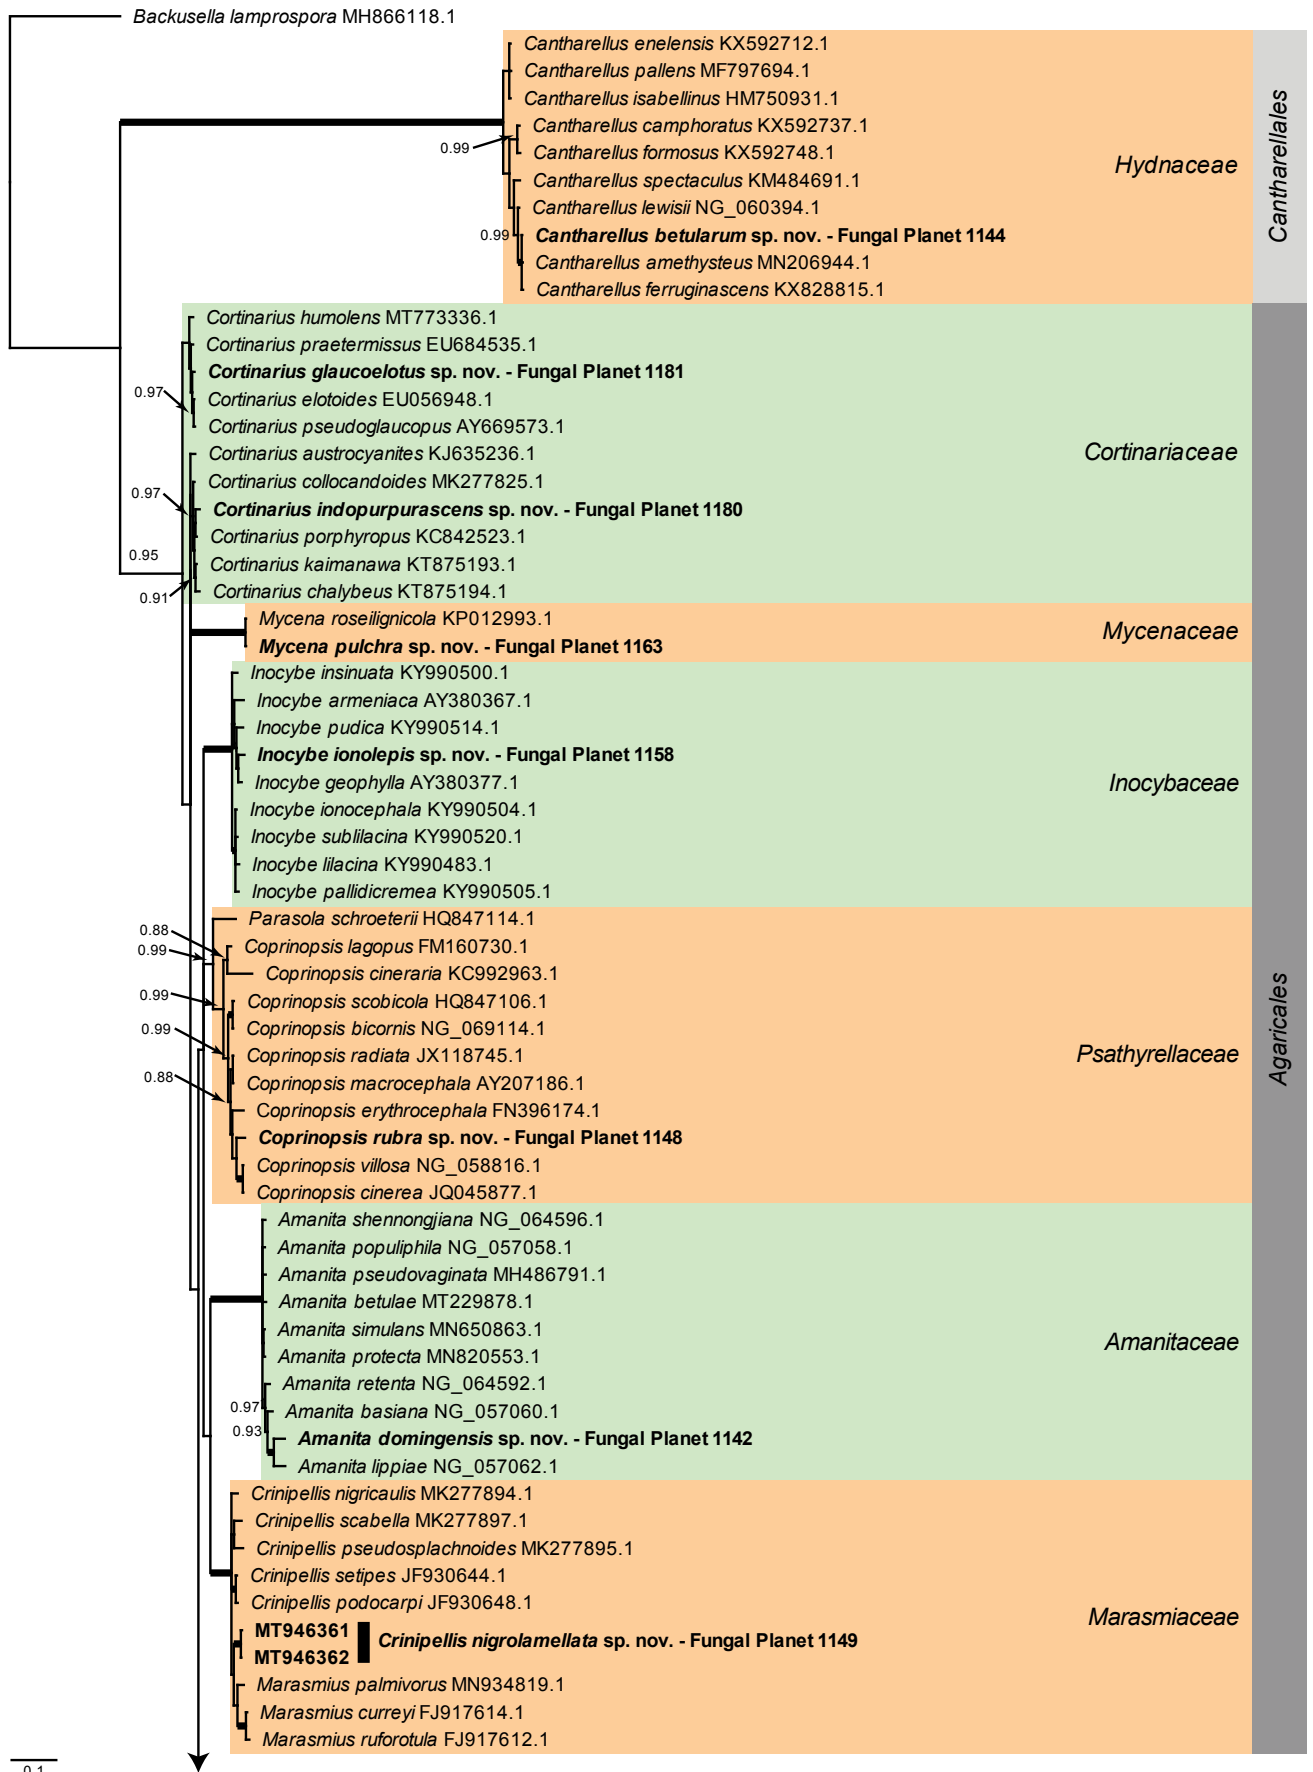 Backusella lamprospora MH866118.1
Cantharellus enelensis KX592712.1
Cantharellus pallens MF797694.1
Cantharellus isabellinus HM750931.1
Cantharellus camphoratus KX592737.1
0.99
Cantharellus formosus KX592748.1
Hydnaceae
Cantharellales
Cantharellus spectaculus KM484691.1
Cantharellus lewisii NG_060394.1
0.99
Cantharellus betularum sp. nov. - Fungal Planet 1144
Cantharellus amethysteus MN206944.1
Cantharellus ferruginascens KX828815.1
Cortinarius humolens MT773336.1
Cortinarius praetermissus EU684535.1
Cortinarius glaucoelotus sp. nov. - Fungal Planet 1181
0.97
Cortinarius elotoides EU056948.1
Cortinarius pseudoglaucopus AY669573.1
Cortinarius austrocyanites KJ635236.1
Cortinariaceae
Cortinarius collocandoides MK277825.1
0.97
Cortinarius indopurpurascens sp. nov. - Fungal Planet 1180
Cortinarius porphyropus KC842523.1
0.95
Cortinarius kaimanawa KT875193.1
Cortinarius chalybeus KT875194.1
0.91
Mycena roseilignicola KP012993.1
Mycenaceae
Mycena pulchra sp. nov. - Fungal Planet 1163
Inocybe insinuata KY990500.1
Inocybe armeniaca AY380367.1
Inocybe pudica KY990514.1
Inocybe ionolepis sp. nov. - Fungal Planet 1158
Inocybe geophylla AY380377.1
Inocybaceae
Inocybe ionocephala KY990504.1
Inocybe sublilacina KY990520.1
Inocybe lilacina KY990483.1
Inocybe pallidicremea KY990505.1
Parasola schroeterii HQ847114.1
0.88
Coprinopsis lagopus FM160730.1
0.99
Coprinopsis cineraria KC992963.1
0.99
Coprinopsis scobicola HQ847106.1
Coprinopsis bicornis NG_069114.1
0.99
Coprinopsis radiata JX118745.1
Psathyrellaceae
Agaricales
0.88
Coprinopsis macrocephala AY207186.1
Coprinopsis erythrocephala FN396174.1
Coprinopsis rubra sp. nov. - Fungal Planet 1148
Coprinopsis villosa NG_058816.1
Coprinopsis cinerea JQ045877.1
Amanita shennongjiana NG_064596.1
Amanita populiphila NG_057058.1
Amanita pseudovaginata MH486791.1
Amanita betulae MT229878.1
Amanita simulans MN650863.1
Amanitaceae
Amanita protecta MN820553.1
Amanita retenta NG_064592.1
0.97
Amanita basiana NG_057060.1
0.93
Amanita domingensis sp. nov. - Fungal Planet 1142
Amanita lippiae NG_057062.1
Crinipellis nigricaulis MK277894.1
Crinipellis scabella MK277897.1
Crinipellis pseudosplachnoides MK277895.1
Crinipellis setipes JF930644.1
Crinipellis podocarpi JF930648.1
Marasmiaceae
MT946361
Crinipellis nigrolamellata sp. nov. - Fungal Planet 1149
MT946362
Marasmius palmivorus MN934819.1
Marasmius curreyi FJ917614.1
Marasmius ruforotula FJ917612.1
0.1